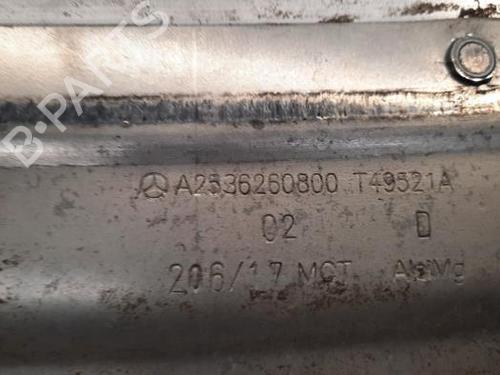 B-PARTS
A2536260800 T49521A
02 D
206/17 MCT AlMg